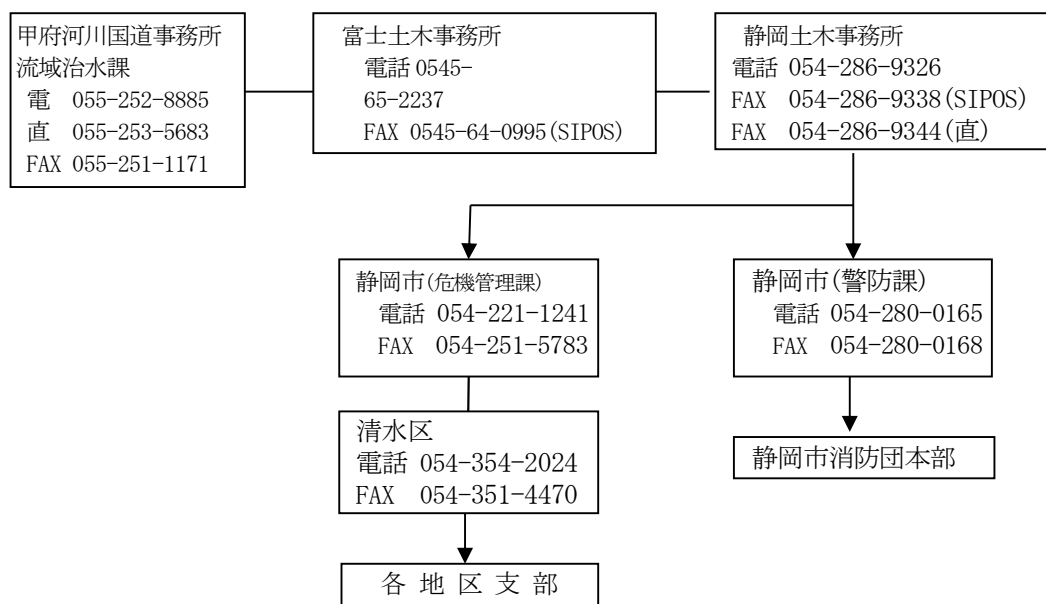 甲府河川国道事務所
流域治水課
電 055-252-8885
直 055-253-5683
FAX 055-251-1171
富士土木事務所
電話 0545-
65-2237
FAX 0545-64-0995(SIPOS)
静岡土木事務所
電話 054-286-9326
FAX 054-286-9338(SIPOS)
FAX 054-286-9344(直)
静岡市(危機管理課)
電話 054-221-1241
FAX 054-251-5783
静岡市(警防課)
電話 054-280-0165
FAX 054-280-0168
清水区
電話 054-354-2024
FAX 054-351-4470
静岡市消防団本部
各 地 区 支 部